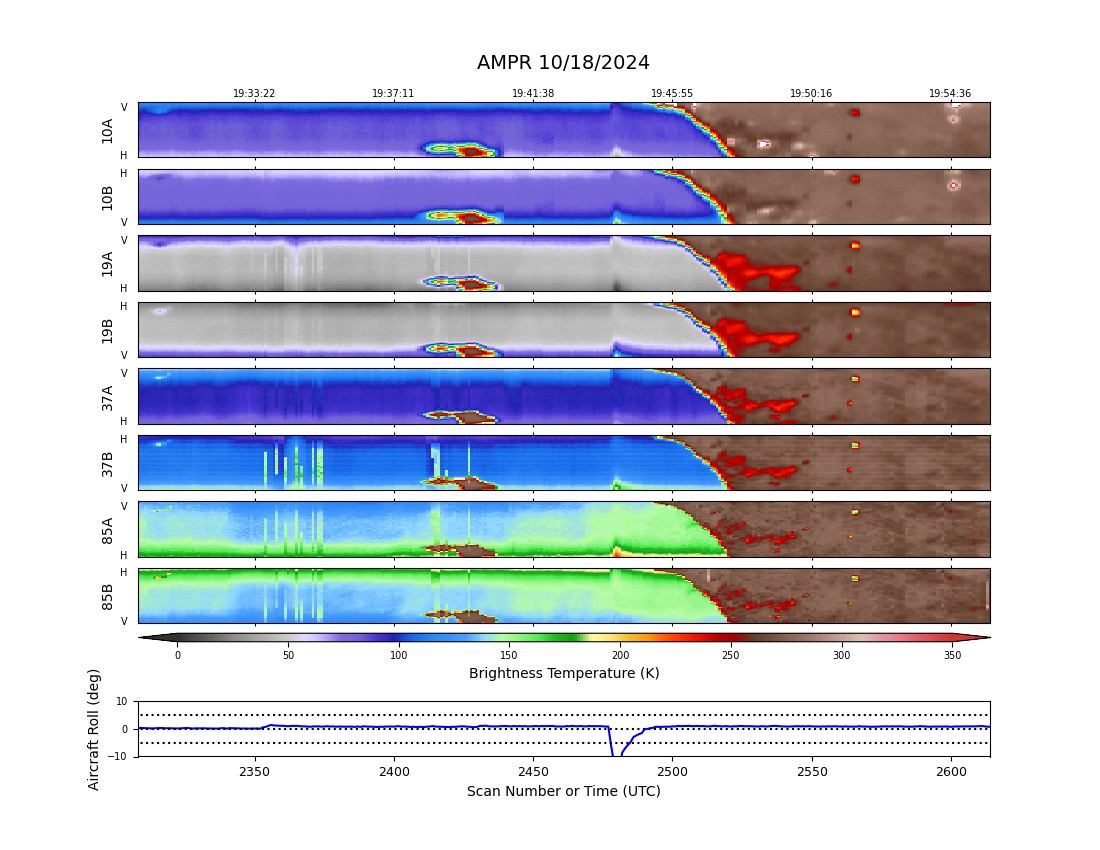 AMPR 10/18/2024
19:33:22 19:37:11 19:41:38 19:45:55 19:50:16 19:54:36
V
10A
H
H
10B
V
V
19A
H
H
19B
V
V
37A
H
H
37B
V
V
85A
H
H
85B
V
0 50 100 150 200 250 300 350
Brightness Temperature (K)
Aircraft Roll (deg)
10
0
−10
2350 2400 2450 2500 2550 2600
Scan Number or Time (UTC)